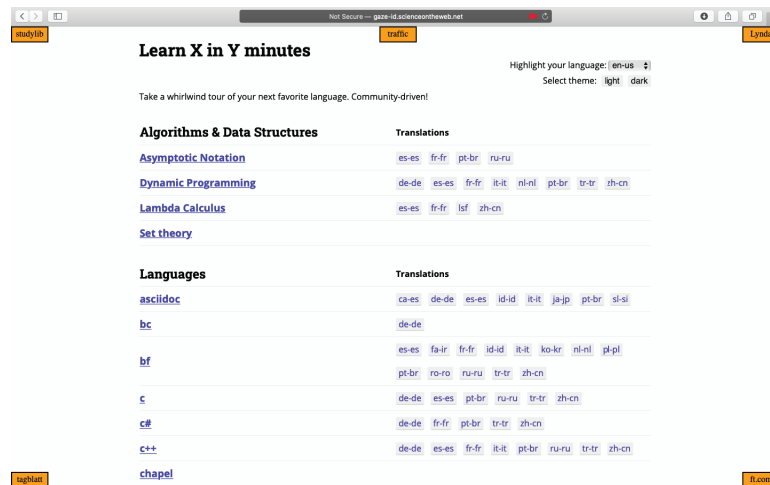 Not Secure — gaze-id.scienceontheweb.net
studylib
traffic
Lynda
Learn X in Y minutes
Highlight your language: en-us
Select theme: light dark
Take a whirlwind tour of your next favorite language. Community-driven!
Algorithms & Data Structures Translations
Asymptotic Notation es-es fr-fr pt-br ru-ru
Dynamic Programming de-de es-es fr-fr it-it nl-nl pt-br tr-tr zh-cn
Lambda Calculus es-es fr-fr lsf zh-cn
Set theory
Languages Translations
asciidoc ca-es de-de es-es id-id it-it ja-jp pt-br sl-si
bc de-de
bf es-es fa-ir fr-fr id-id it-it ko-kr nl-nl pl-pl
pt-br ro-ro ru-ru tr-tr zh-cn
c de-de es-es pt-br ru-ru tr-tr zh-cn
c# de-de fr-fr pt-br tr-tr zh-cn
c++ de-de es-es fr-fr it-it pt-br ru-ru tr-tr zh-cn
chapel
tagblatt
ft.com